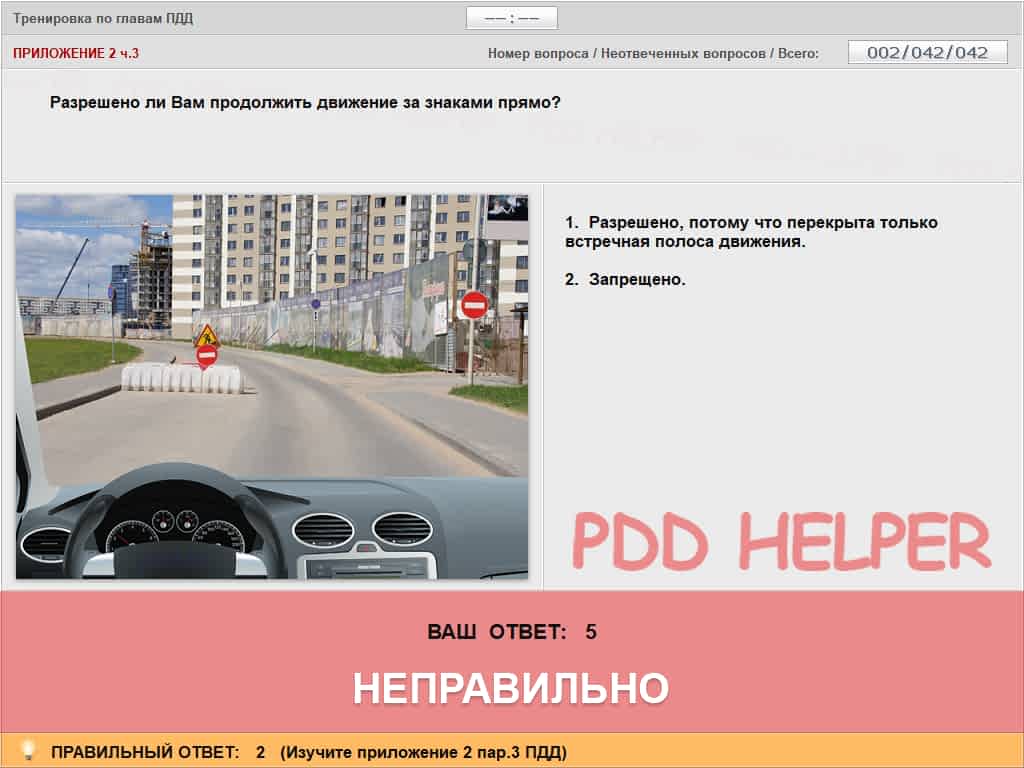 Тренировка по главам ПДД
–– : ––
ПРИЛОЖЕНИЕ 2 ч.3
Номер вопроса / Неотвеченных вопросов / Всего:
002/042/042
Разрешено ли Вам продолжить движение за знаками прямо?
1. Разрешено, потому что перекрыта только
встречная полоса движения.
2. Запрещено.
PDD HELPER
ВАШ ОТВЕТ: 5
НЕПРАВИЛЬНО
ПРАВИЛЬНЫЙ ОТВЕТ: 2 (Изучите приложение 2 пар.3 ПДД)